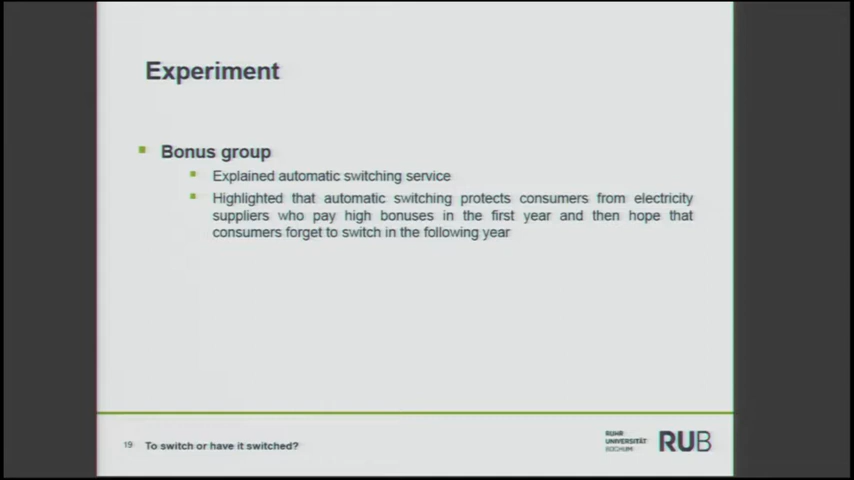 Experiment
Bonus group
Explained automatic switching service
Highlighted that automatic switching protects consumers from electricity
suppliers who pay high bonuses in the first year and then hope that
consumers forget to switch in the following year
19 To switch or have it switched?
RUHR
UNIVERSITÄT
BOCHUM
RUB